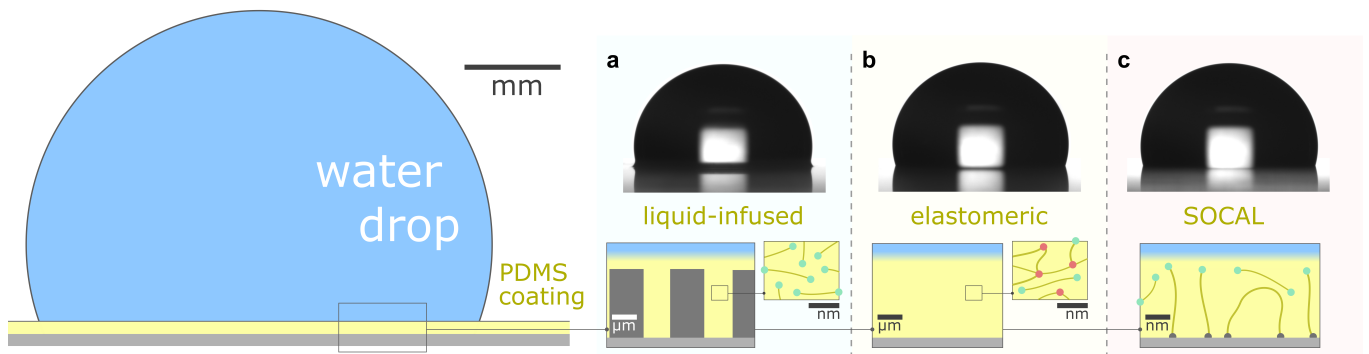 water
drop
mm
PDMS
coating
a
liquid-infused
μm
nm
b
elastomeric
μm
nm
c
SOCAL
nm